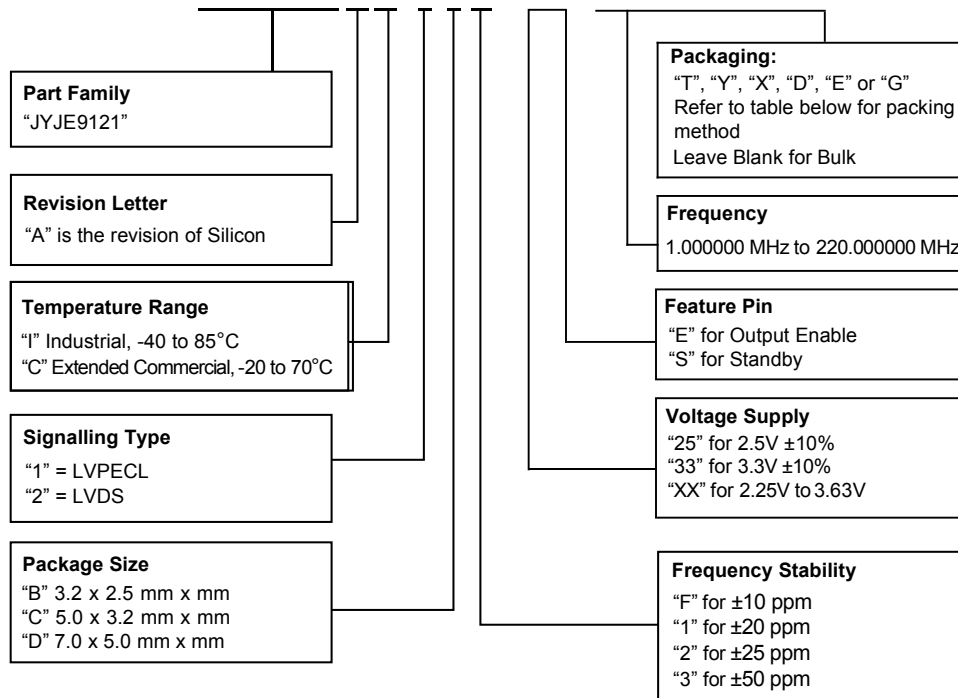 Part Family
“JYJE9121”
Revision Letter
“A” is the revision of Silicon
Temperature Range
“I” Industrial, -40 to 85°C
“C” Extended Commercial, -20 to 70°C
Signalling Type
“1” = LVPECL
“2” = LVDS
Package Size
“B” 3.2 x 2.5 mm x mm
“C” 5.0 x 3.2 mm x mm
“D” 7.0 x 5.0 mm x mm
Packaging:
“T”, “Y”, “X”, “D”, “E” or “G”
Refer to table below for packing
method
Leave Blank for Bulk
Frequency
1.000000 MHz to 220.000000 MHz
Feature Pin
“E” for Output Enable
“S” for Standby
Voltage Supply
“25” for 2.5V ±10%
“33” for 3.3V ±10%
“XX” for 2.25V to 3.63V
Frequency Stability
“F” for ±10 ppm
“1” for ±20 ppm
“2” for ±25 ppm
“3” for ±50 ppm